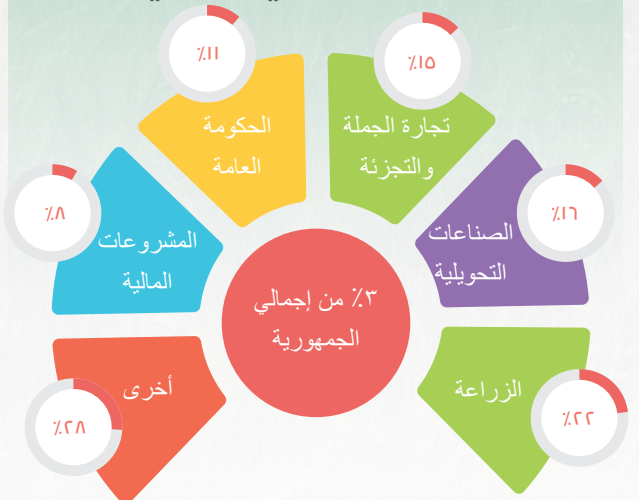 ٪١٥
تجارة الجملة
والتجزئة
٪١١
الحكومة
العامة
٪١٦
الصناعات
التحويلية
٪٨
المشروعات
المالية
٣٪ من إجمالي
الجمهورية
الزراعة
٪٢٢
أخرى
٪٢٨